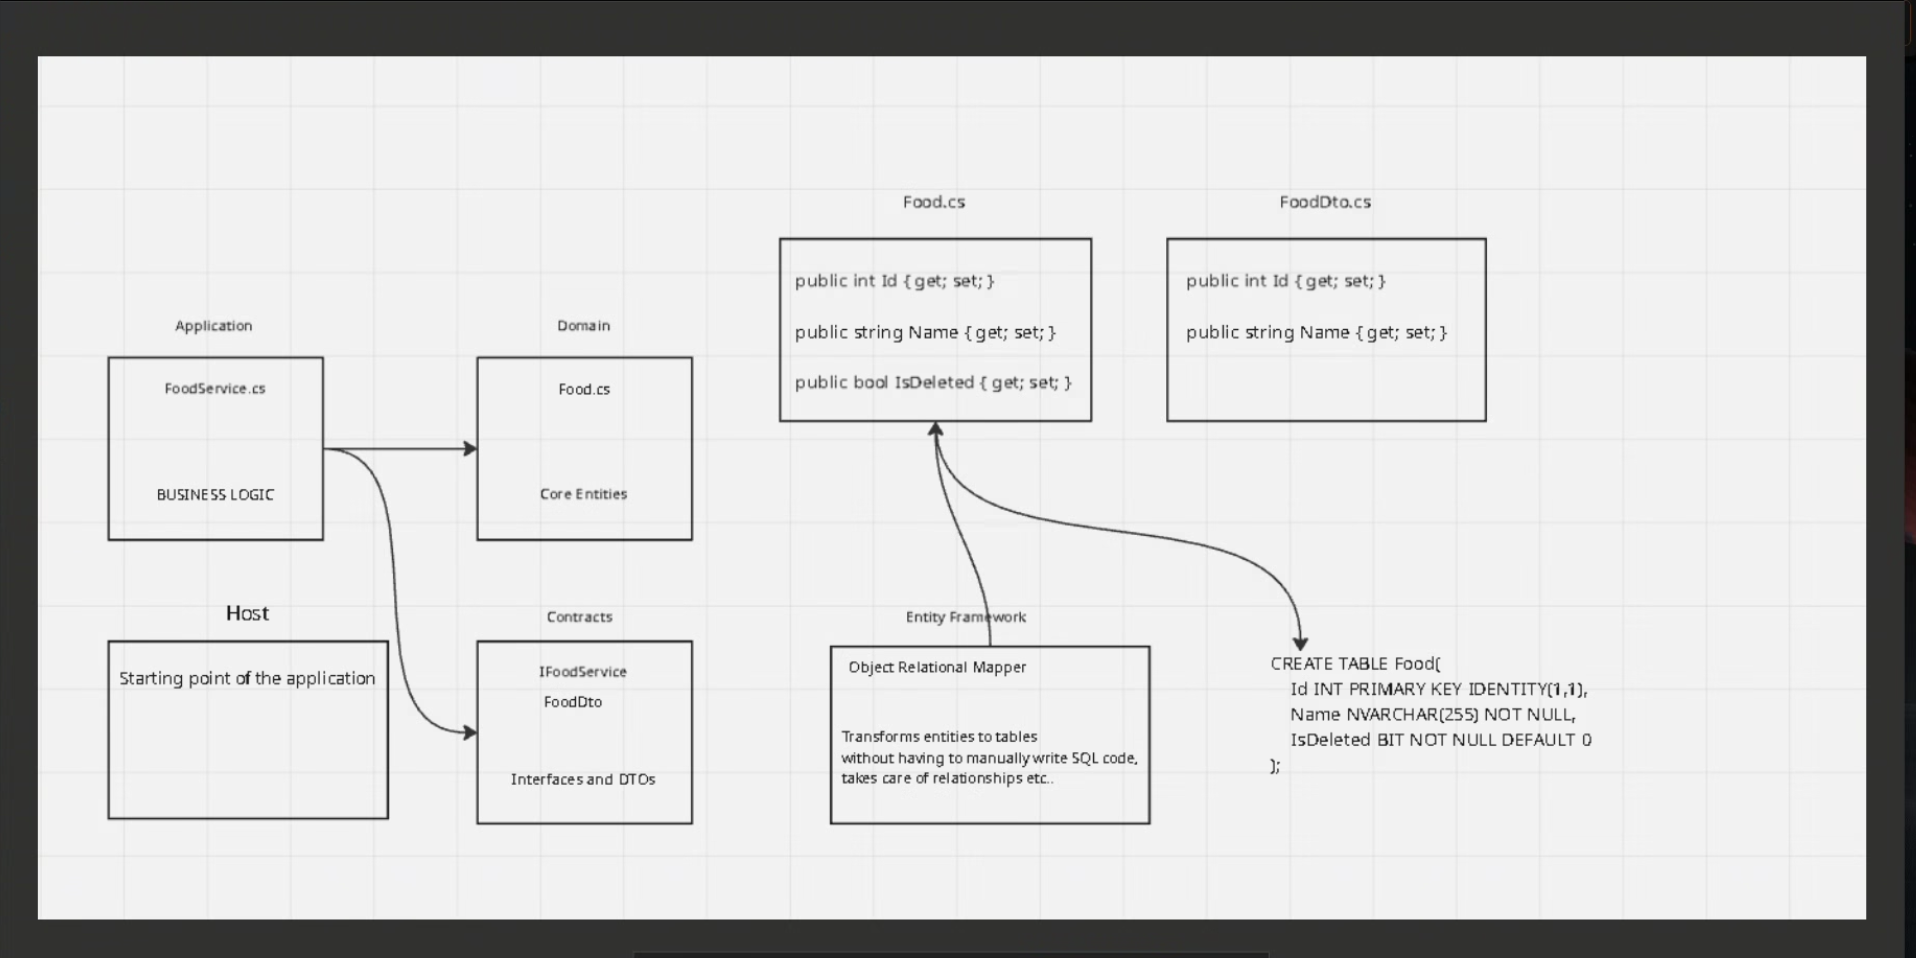 Application
FoodService.cs
BUSINESS LOGIC
Domain
Food.cs
Core Entities
Host
Starting point of the application
Contracts
IFoodService
FoodDto
Interfaces and DTOs
Food.cs
public int Id { get; set; }
public string Name { get; set; }
public bool IsDeleted { get; set; }
FoodDto.cs
public int Id { get; set; }
public string Name { get; set; }
Entity Framework
Object Relational Mapper
Transforms entities to tables
without having to manually write SQL code,
takes care of relationships etc..
CREATE TABLE Food(
Id INT PRIMARY KEY IDENTITY(1,1),
Name NVARCHAR(255) NOT NULL,
IsDeleted BIT NOT NULL DEFAULT 0
);